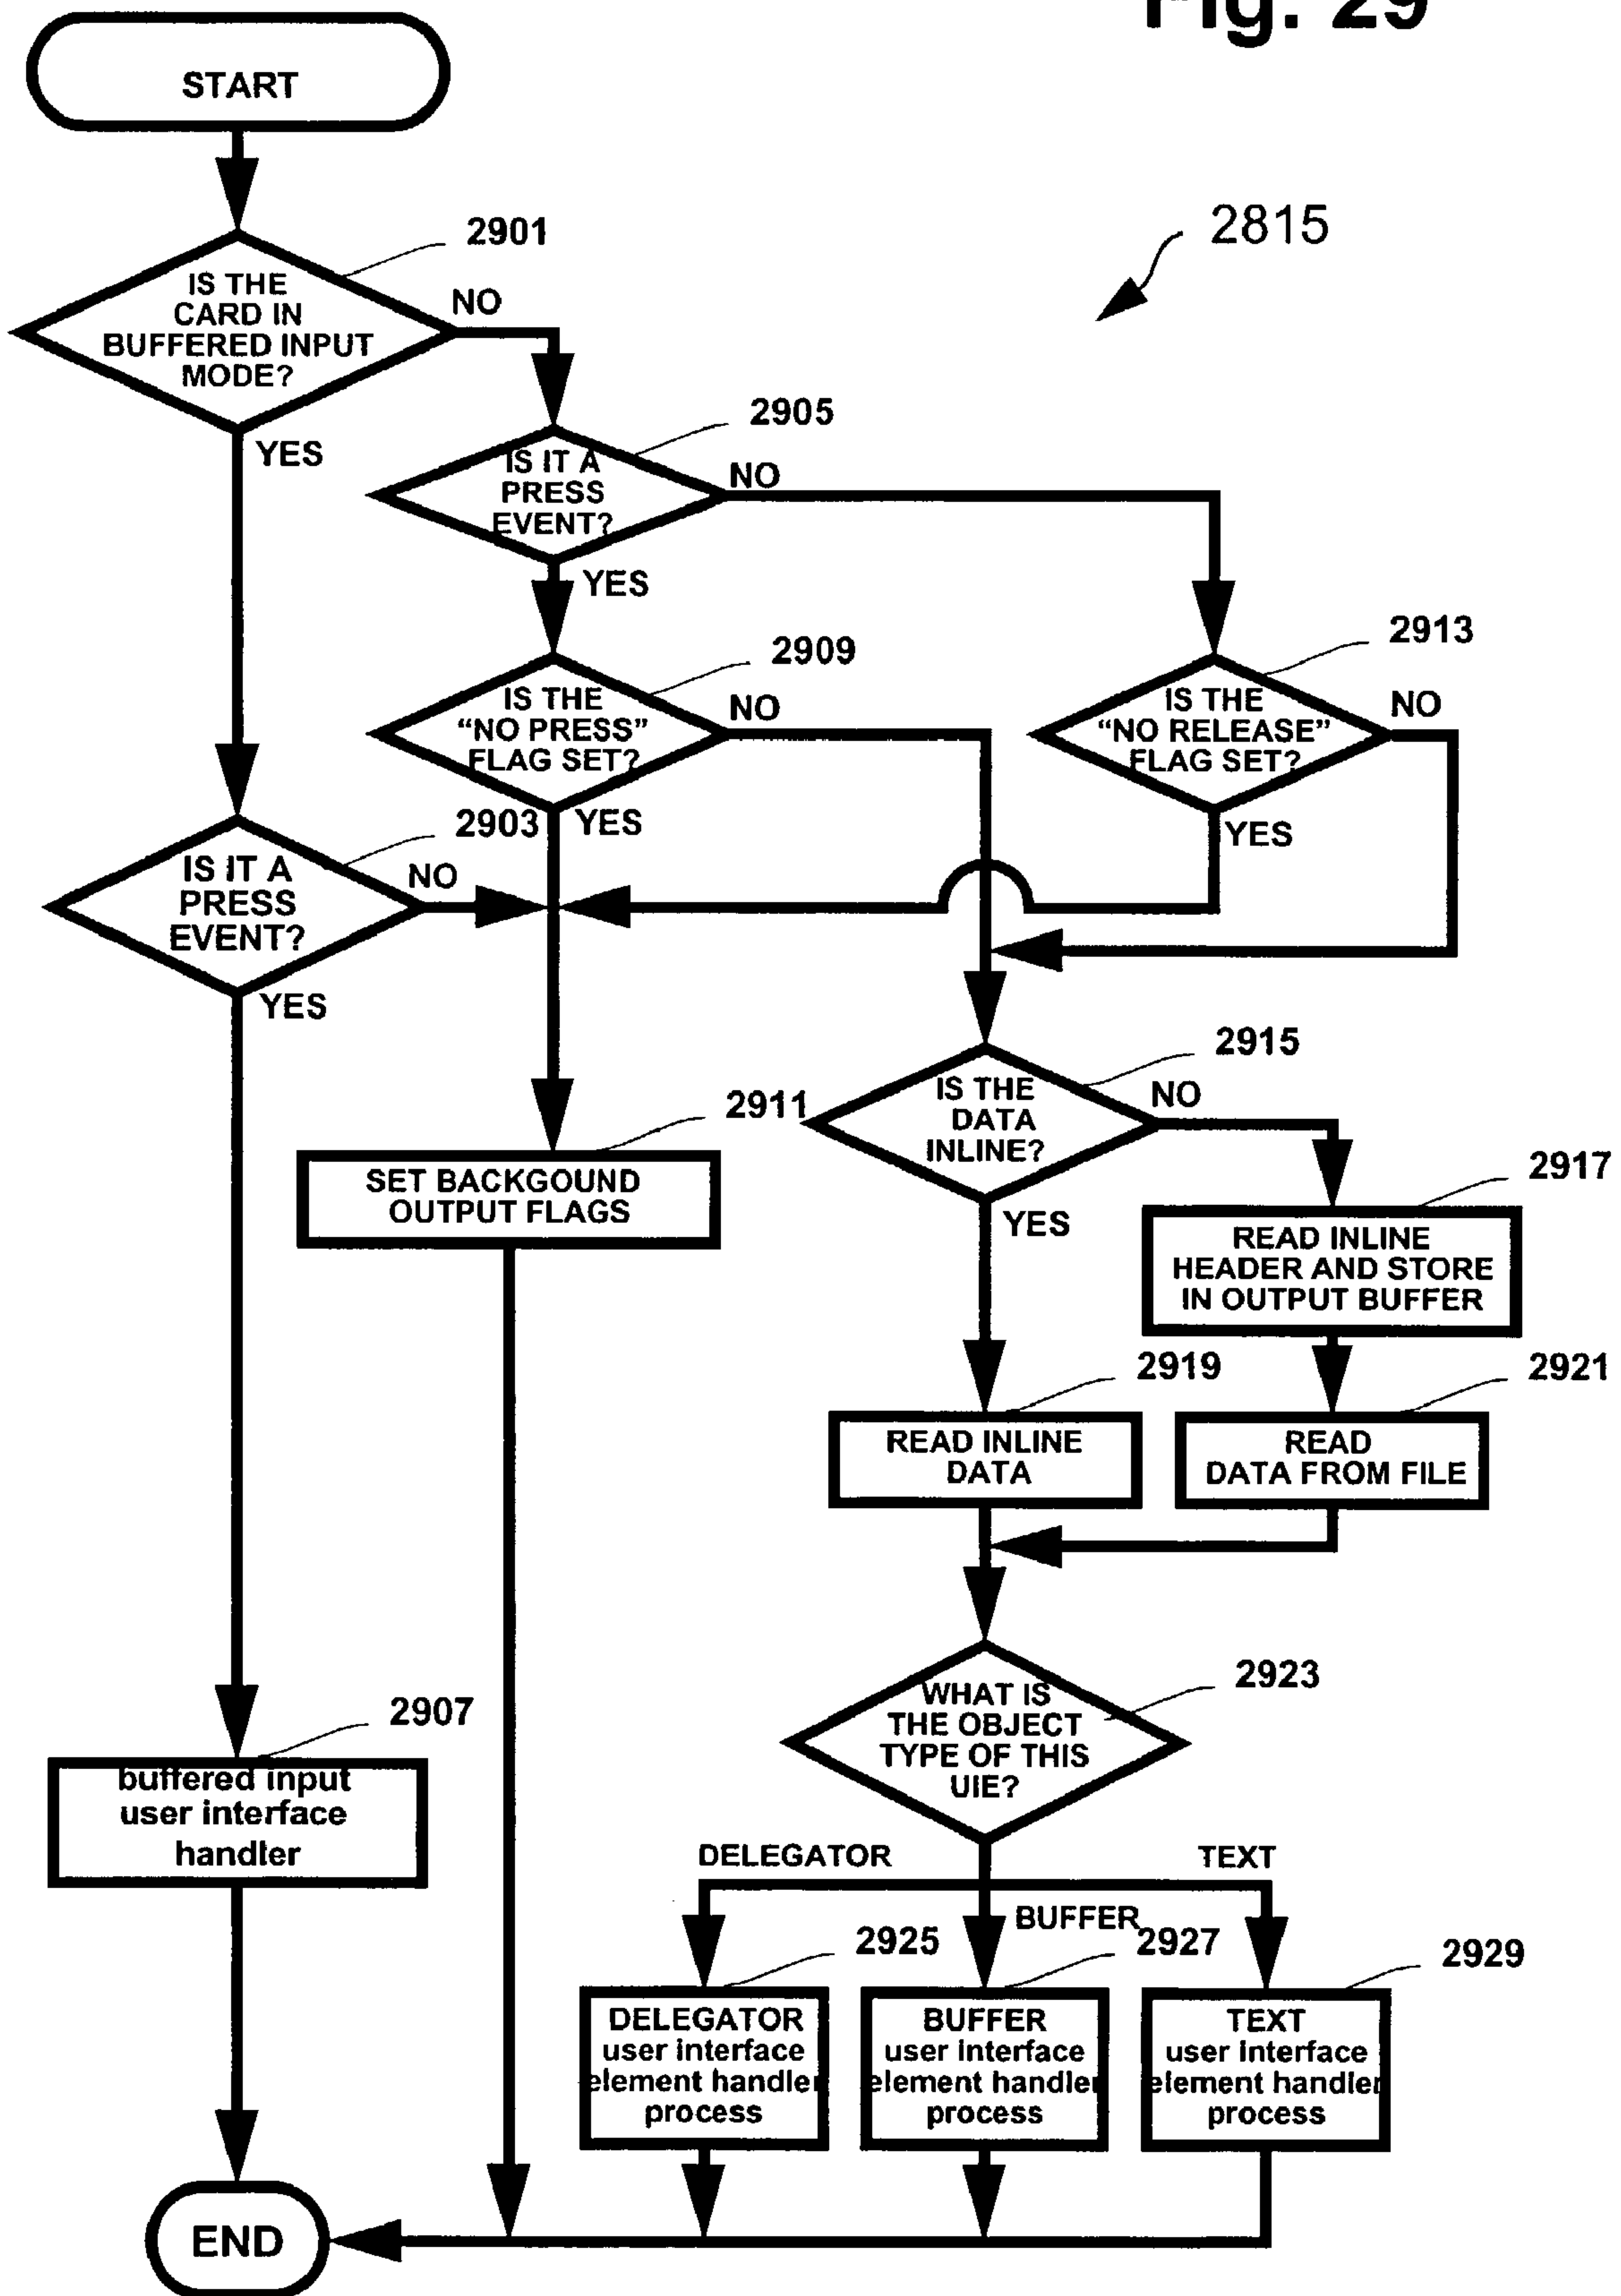 Fig. 29
START
2815
2901
IS THE
CARD IN
BUFFERED INPUT
MODE?
NO
YES
2905
IS IT A
PRESS
EVENT?
NO
YES
2909
IS THE
“NO PRESS”
FLAG SET?
NO
YES
2913
IS THE
“NO RELEASE”
FLAG SET?
NO
YES
2903
IS IT A
PRESS
EVENT?
NO
YES
2911
SET BACKGOUND
OUTPUT FLAGS
2915
IS THE
DATA
INLINE?
NO
YES
2917
READ INLINE
HEADER AND STORE
IN OUTPUT BUFFER
2919
READ INLINE
DATA
2921
READ
DATA FROM FILE
2923
WHAT IS
THE OBJECT
TYPE OF THIS
UIE?
2907
buffered input
user interface
handler
DELEGATOR
BUFFER
TEXT
2925
DELEGATOR
user interface
element handler
process
2927
BUFFER
user interface
element handler
process
2929
TEXT
user interface
element handler
process
END